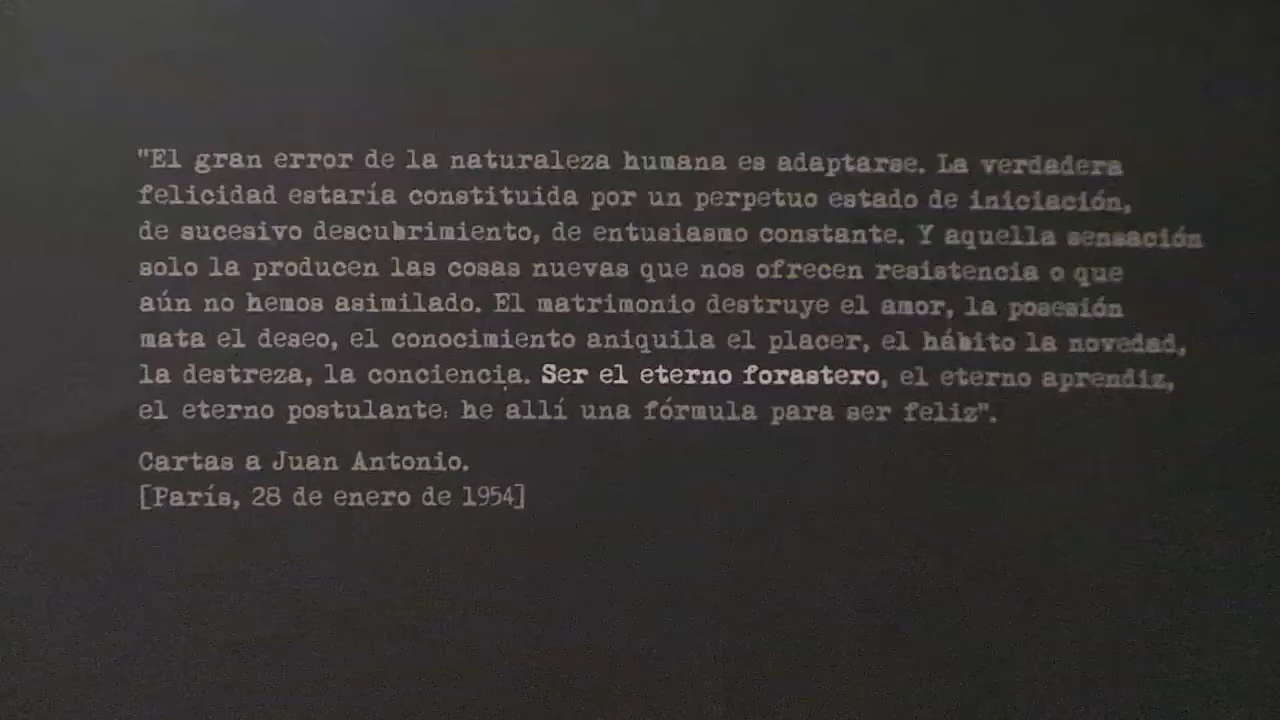 "El gran error de la naturaleza humana es adaptarse. La verdadera
felicidad estaría constituida por un perpetuo estado de iniciación,
de sucesivo descubrimiento, de entusiasmo constante. Y aquella sensación
solo la producen las cosas nuevas que nos ofrecen resistencia o que
aún no hemos asimilado. El matrimonio destruye el amor, la posesión
mata el deseo, el conocimiento aniquila el placer, el hábito la novedad,
la destreza, la conciencia. Ser el eterno forastero, el eterno aprendiz,
el eterno postulante: he allí una fórmula para ser feliz".
Cartas a Juan Antonio.
[París, 28 de enero de 1954]